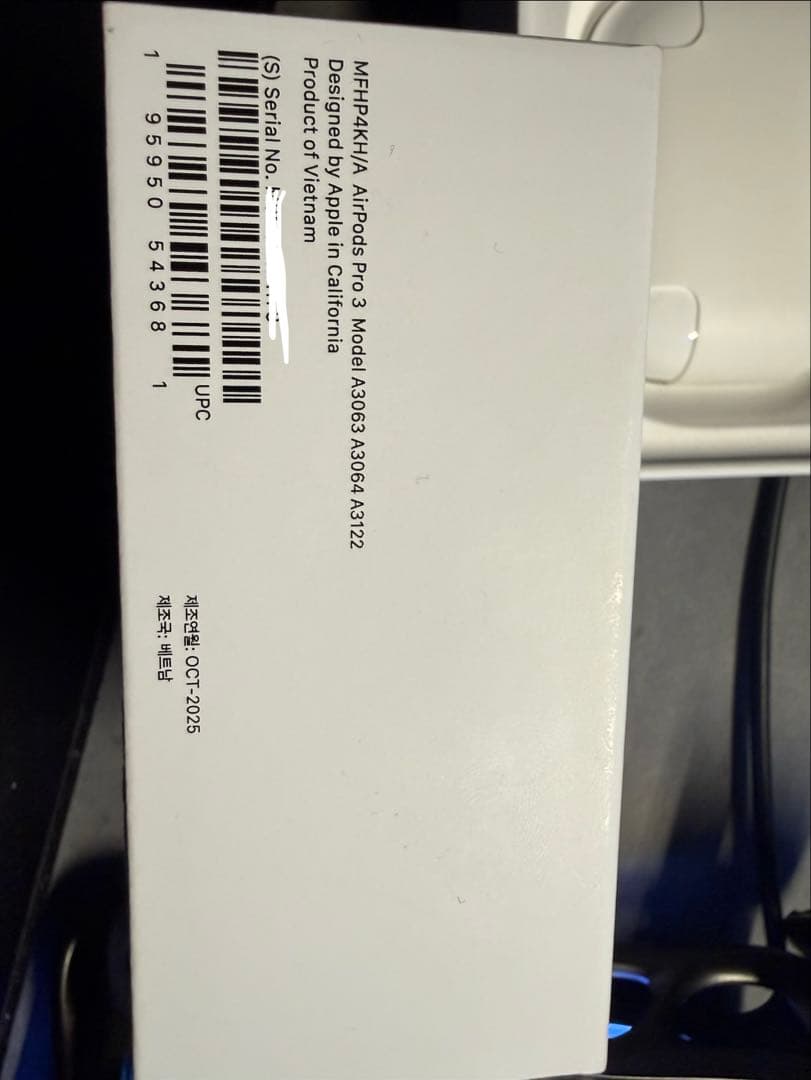 MFHP4KH/A AirPods Pro 3 Model A3063 A3064 A3122
Designed by Apple in California
Product of Vietnam
(S) Serial No.
UPC
1 95950 54368 1
제조연월: OCT-2025
제조국: 베트남